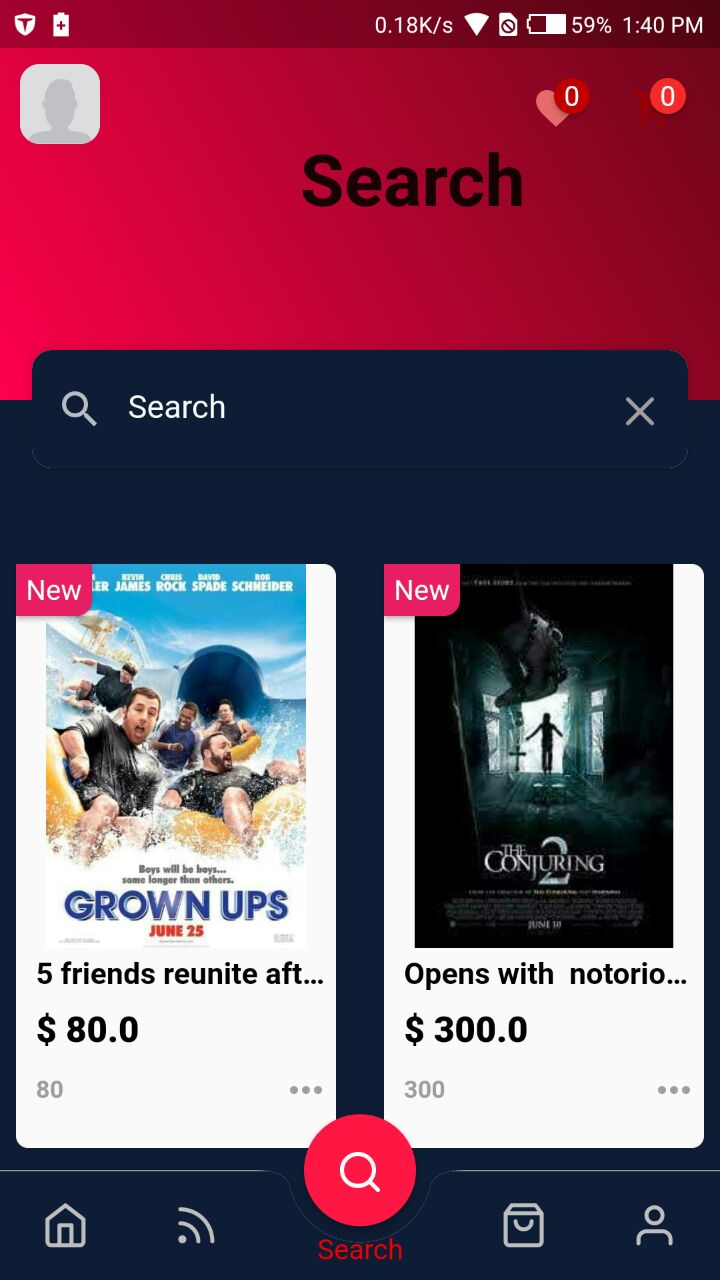 0.18K/s 59% 1:40 PM
0 0
Search
Search
New
KEVIN JAMES CHRIS ROCK DAVID SPADE ROB SCHNEIDER
Boys will be boys...
some longer than others.
GROWN UPS
JUNE 25
5 friends reunite aft...
$ 80.0
80
New
THE CONJURING 2
JUNE 10
Opens with notorio...
$ 300.0
300
Search